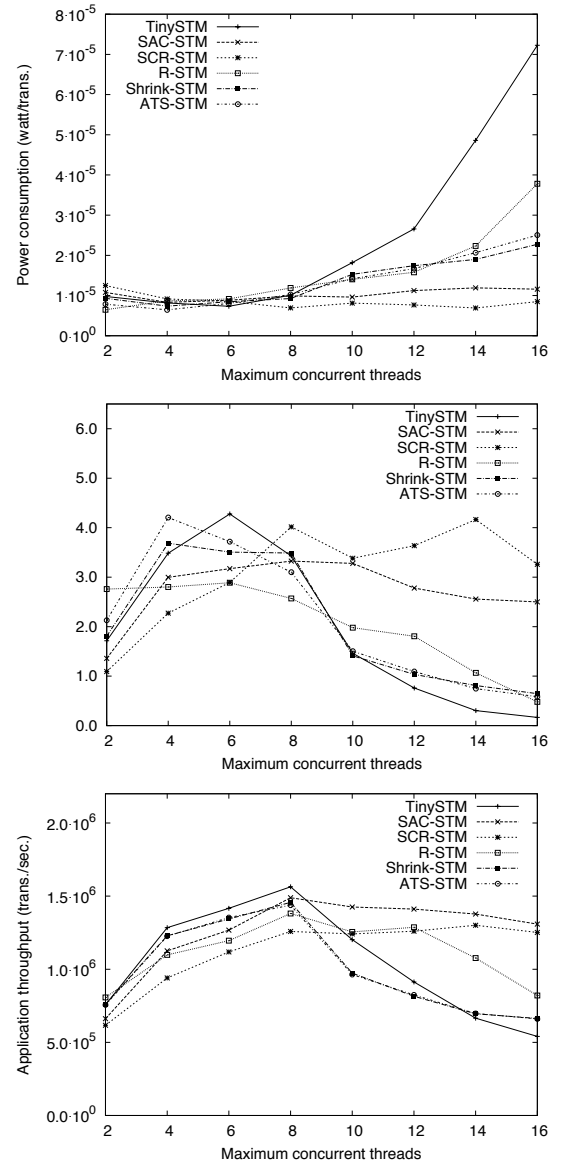 Power consumption (watt/trans.)
8·10⁻⁵
7·10⁻⁵
6·10⁻⁵
5·10⁻⁵
4·10⁻⁵
3·10⁻⁵
2·10⁻⁵
1·10⁻⁵
0·10⁰
TinySTM
SAC-STM
SCR-STM
R-STM
Shrink-STM
ATS-STM
2 4 6 8 10 12 14 16
Maximum concurrent threads
6.0
5.0
4.0
3.0
2.0
1.0
0.0
TinySTM
SAC-STM
SCR-STM
R-STM
Shrink-STM
ATS-STM
2 4 6 8 10 12 14 16
Maximum concurrent threads
Application throughput (trans./sec.)
2.0·10⁶
1.5·10⁶
1.0·10⁶
5.0·10⁵
0.0·10⁰
TinySTM
SAC-STM
SCR-STM
R-STM
Shrink-STM
ATS-STM
2 4 6 8 10 12 14 16
Maximum concurrent threads